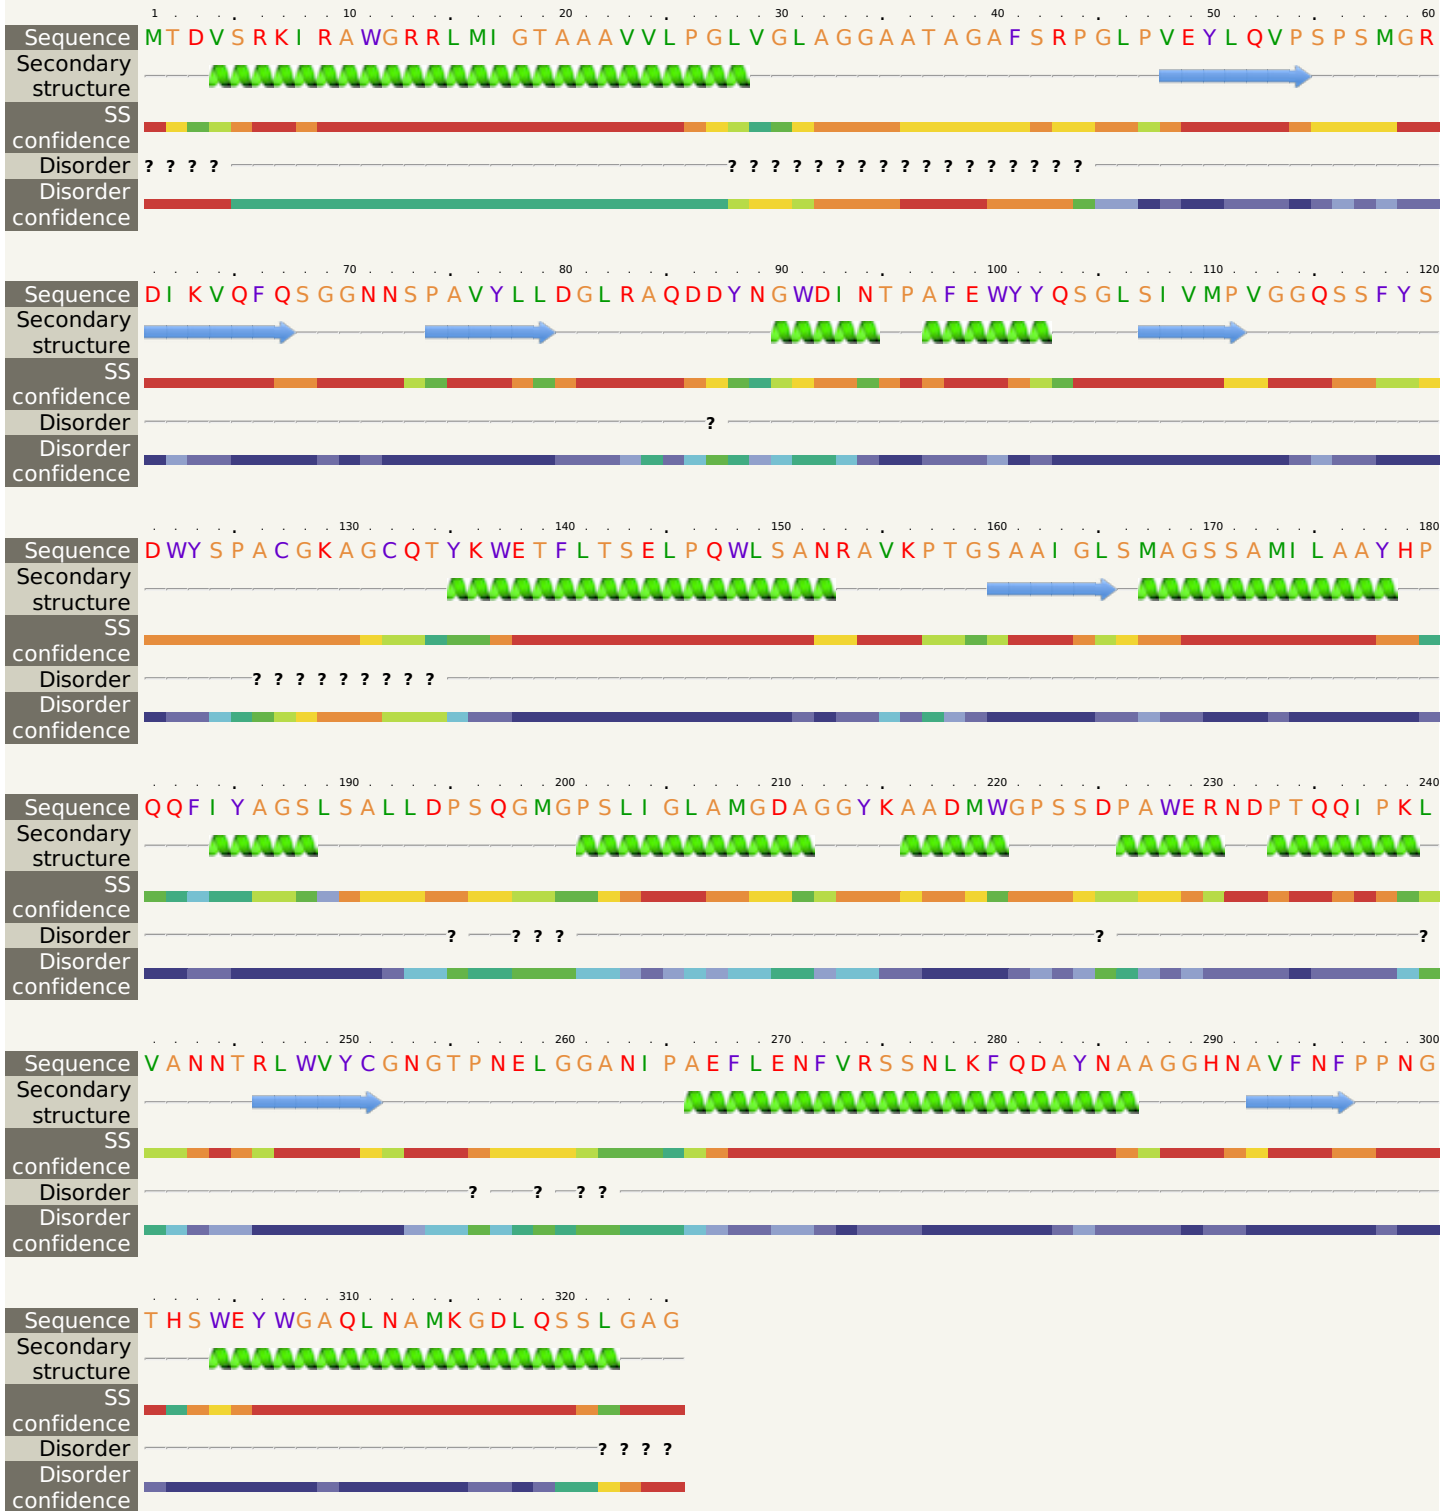 1 10 20 30 40 50 60
Sequence MTDVSRKIRAWGRRLMIGTAAAVVLPGLVGLAGGAATAGAFSRPGLPVEYLQVPSPSMGR
Secondary
structure
SS
confidence
Disorder ? ? ? ? ? ? ? ? ? ? ? ? ? ? ? ? ? ? ? ? ?
Disorder
confidence
70 80 90 100 110 120
Sequence DIKVQFQSGGNNSPAVYLLDGLRAQDDYNGWDINTPAFEWYYQSGLSIVMPVGGQSSFYS
Secondary
structure
SS
confidence
Disorder ?
Disorder
confidence
130 140 150 160 170 180
Sequence DWYSPACGKAGCQTYKWETFLTSELPQWLSANRAVKPTGSAAIGLSMAGSSAMILAAYHP
Secondary
structure
SS
confidence
Disorder ? ? ? ? ? ? ? ? ?
Disorder
confidence
190 200 210 220 230 240
Sequence QQFIYAGSLSALLDPSQGMGPSLIGLAMGDAGGYKAADMWGPSSDPAWERNDPTQQIPKL
Secondary
structure
SS
confidence
Disorder ? ? ? ? ? ?
Disorder
confidence
250 260 270 280 290 300
Sequence VANNTRLWVYCGNGTPNELGGANIPAEFLENFVRSSNLKFQDAYNAAGGHNAVFNFPPNG
Secondary
structure
SS
confidence
Disorder ? ? ? ?
Disorder
confidence
310 320
Sequence THSWEYWGAQLNAMKGDLQSSLGAG
Secondary
structure
SS
confidence
Disorder ? ? ? ?
Disorder
confidence